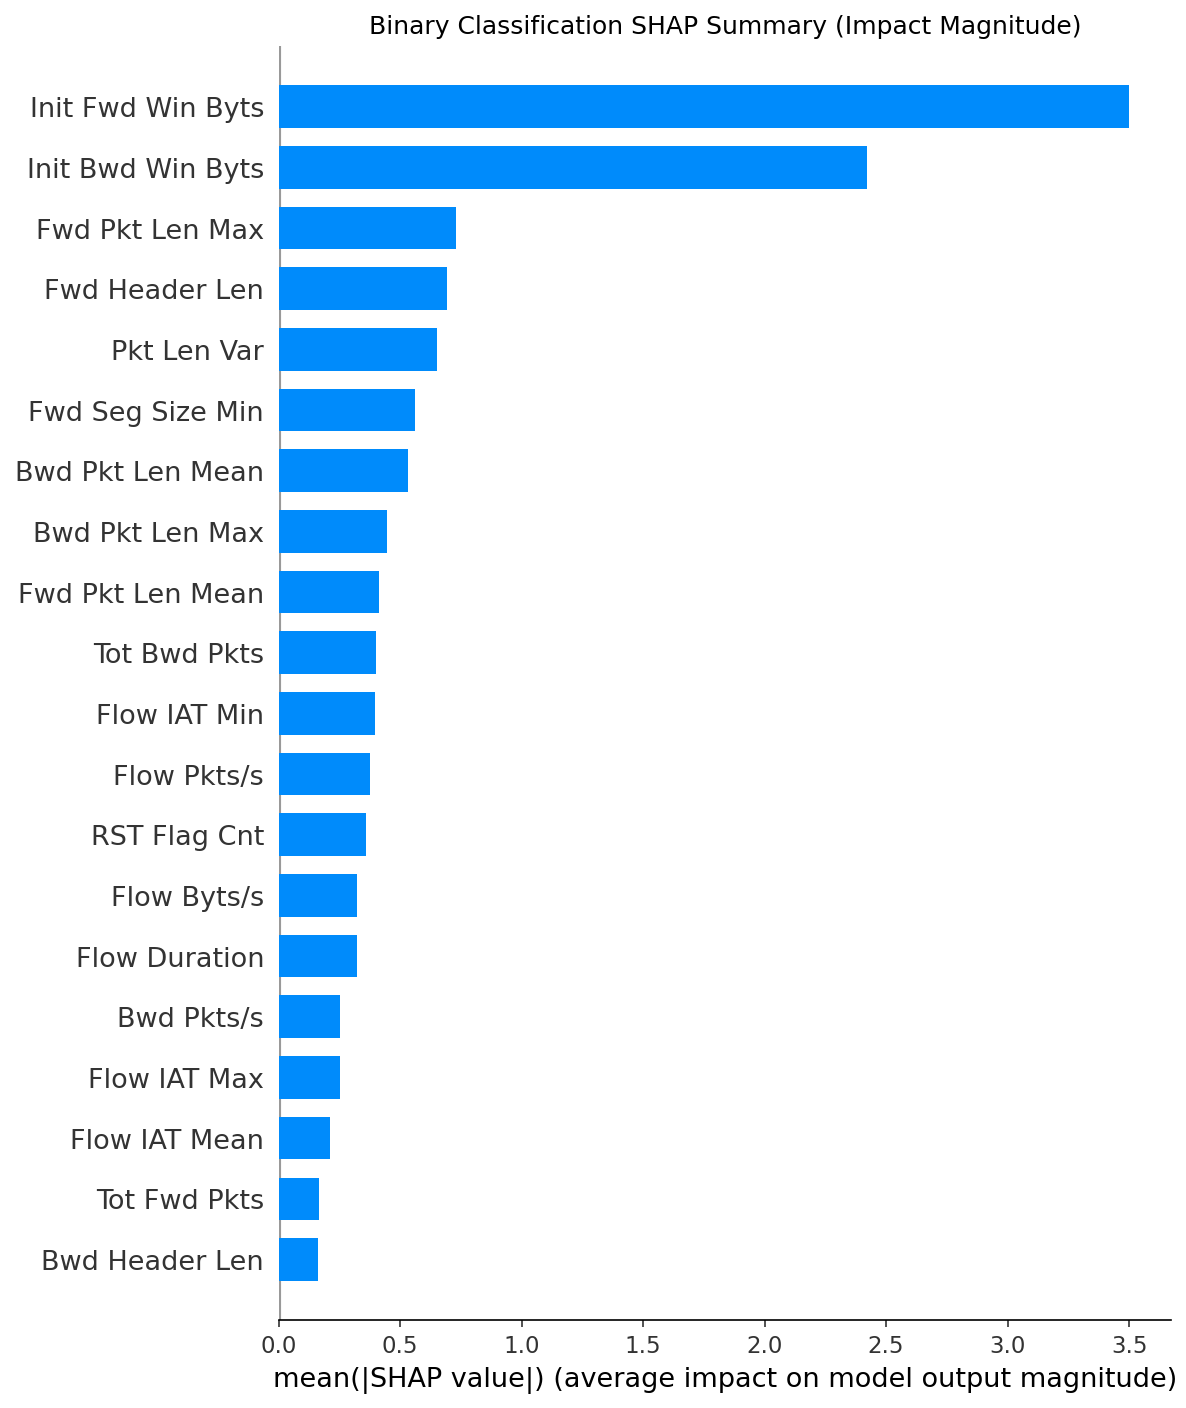 Binary Classification SHAP Summary (Impact Magnitude)
Init Fwd Win Byts
Init Bwd Win Byts
Fwd Pkt Len Max
Fwd Header Len
Pkt Len Var
Fwd Seg Size Min
Bwd Pkt Len Mean
Bwd Pkt Len Max
Fwd Pkt Len Mean
Tot Bwd Pkts
Flow IAT Min
Flow Pkts/s
RST Flag Cnt
Flow Byts/s
Flow Duration
Bwd Pkts/s
Flow IAT Max
Flow IAT Mean
Tot Fwd Pkts
Bwd Header Len
0.0 0.5 1.0 1.5 2.0 2.5 3.0 3.5
mean(|SHAP value|) (average impact on model output magnitude)